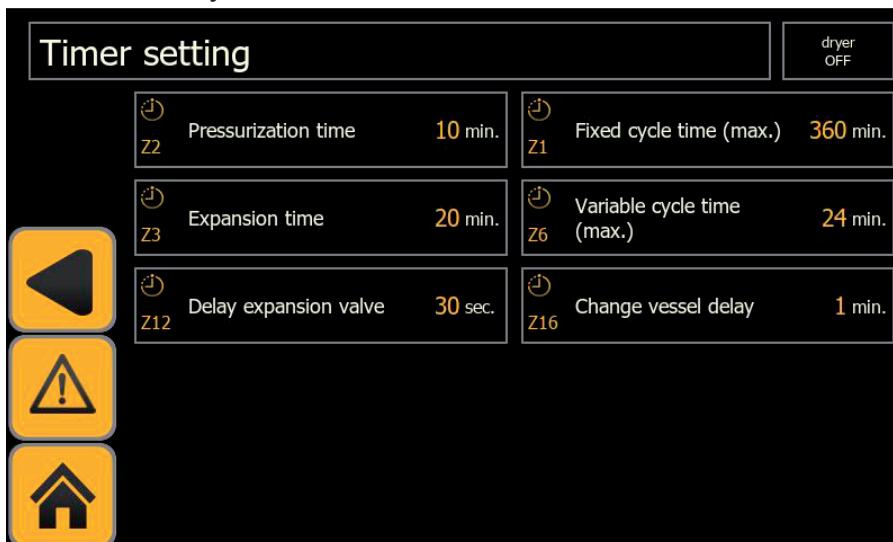 Timer setting
dryer
OFF
Z2 Pressurization time 10 min.
Z1 Fixed cycle time (max.) 360 min.
Z3 Expansion time 20 min.
Z6 Variable cycle time
(max.) 24 min.
Z12 Delay expansion valve 30 sec.
Z16 Change vessel delay 1 min.